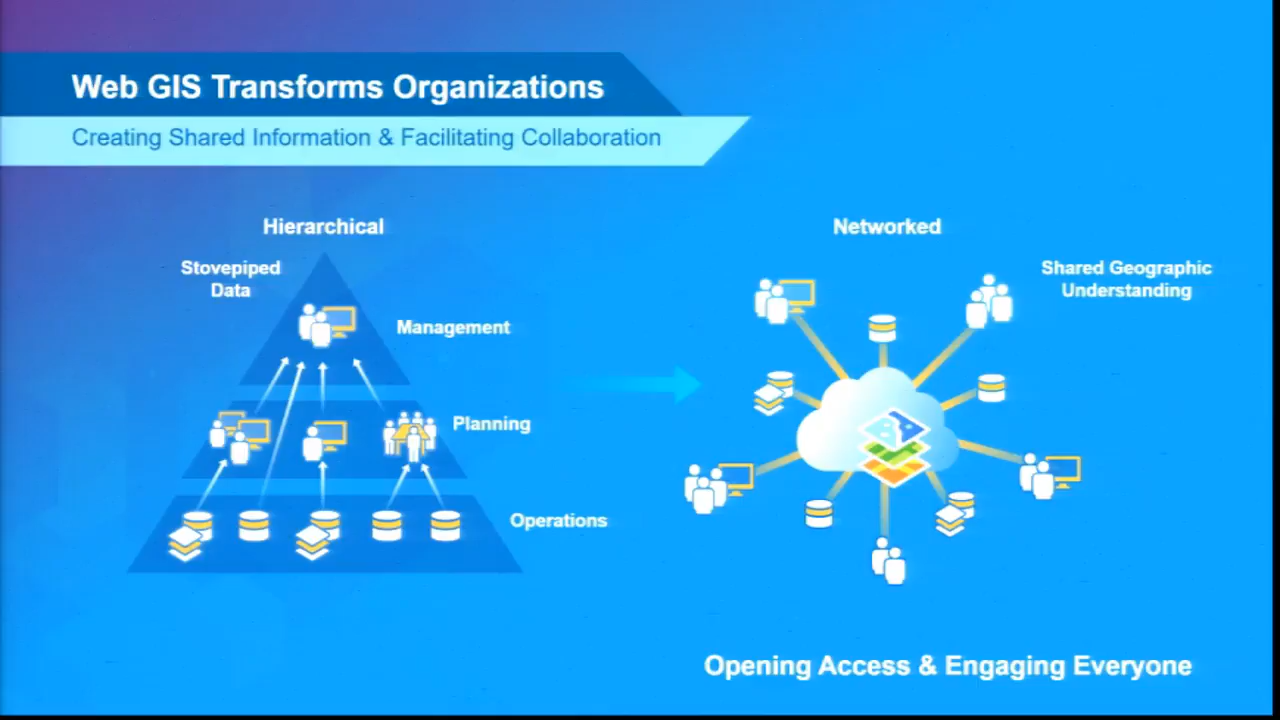 Web GIS Transforms Organizations
Creating Shared Information & Facilitating Collaboration
Hierarchical
Stovepiped
Data
Management
Planning
Operations
Networked
Shared Geographic
Understanding
Opening Access & Engaging Everyone